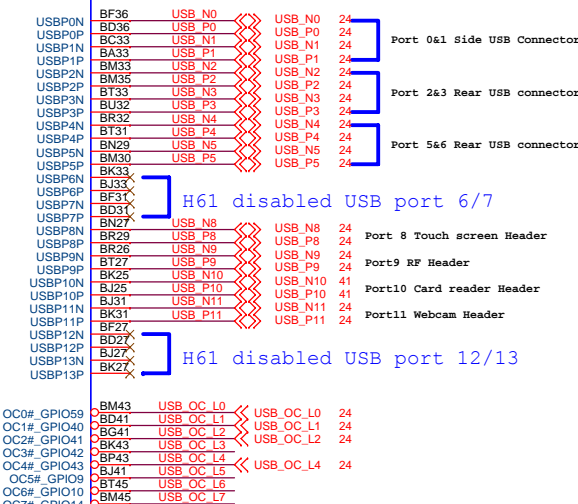 USBP0N BF36 USB_N0 USB_N0 24
USBP0P BD36 USB_P0 USB_P0 24
USBP1N BC33 USB_N1 USB_N1 24
USBP1P BA33 USB_P1 USB_P1 24
Port 0&1 Side USB Connector
USBP2N BM33 USB_N2 USB_N2 24
USBP2P BM35 USB_P2 USB_P2 24
USBP3N BT33 USB_N3 USB_N3 24
USBP3P BU32 USB_P3 USB_P3 24
Port 2&3 Rear USB Connector
USBP4N BR32 USB_N4 USB_N4 24
USBP4P BT31 USB_P4 USB_P4 24
USBP5N BN29 USB_N5 USB_N5 24
USBP5P BM30 USB_P5 USB_P5 24
Port 5&6 Rear USB connector
USBP6N BK33
USBP6P BJ33
USBP7N BF31
USBP7P BD31
H61 disabled USB port 6/7
USBP8N BN27 USB_N8 USB_N8 24
USBP8P BR29 USB_P8 USB_P8 24
Port 8 Touch screen Header
USBP9N BR26 USB_N9 USB_N9 24
USBP9P BT27 USB_P9 USB_P9 24
Port9 RF Header
USBP10N BK25 USB_N10 USB_N10 41
USBP10P BJ25 USB_P10 USB_P10 41
Port10 Card reader Header
USBP11N BJ31 USB_N11 USB_N11 24
USBP11P BK31 USB_P11 USB_P11 24
Port11 Webcam Header
USBP12N BF27
USBP12P BD27
USBP13N BJ27
USBP13P BK27
H61 disabled USB port 12/13
OC0#_GPIO59 BM43 USB_OC_L0 USB_OC_L0 24
OC1#_GPIO40 BD41 USB_OC_L1 USB_OC_L1 24
OC2#_GPIO41 BG41 USB_OC_L2 USB_OC_L2 24
OC3#_GPIO42 BK43 USB_OC_L3
OC4#_GPIO43 BP43 USB_OC_L4 USB_OC_L4 24
OC5#_GPIO9 BJ41 USB_OC_L5
OC6#_GPIO10 BT45 USB_OC_L6
OC7#_GPIO14 BM45 USB_OC_L7